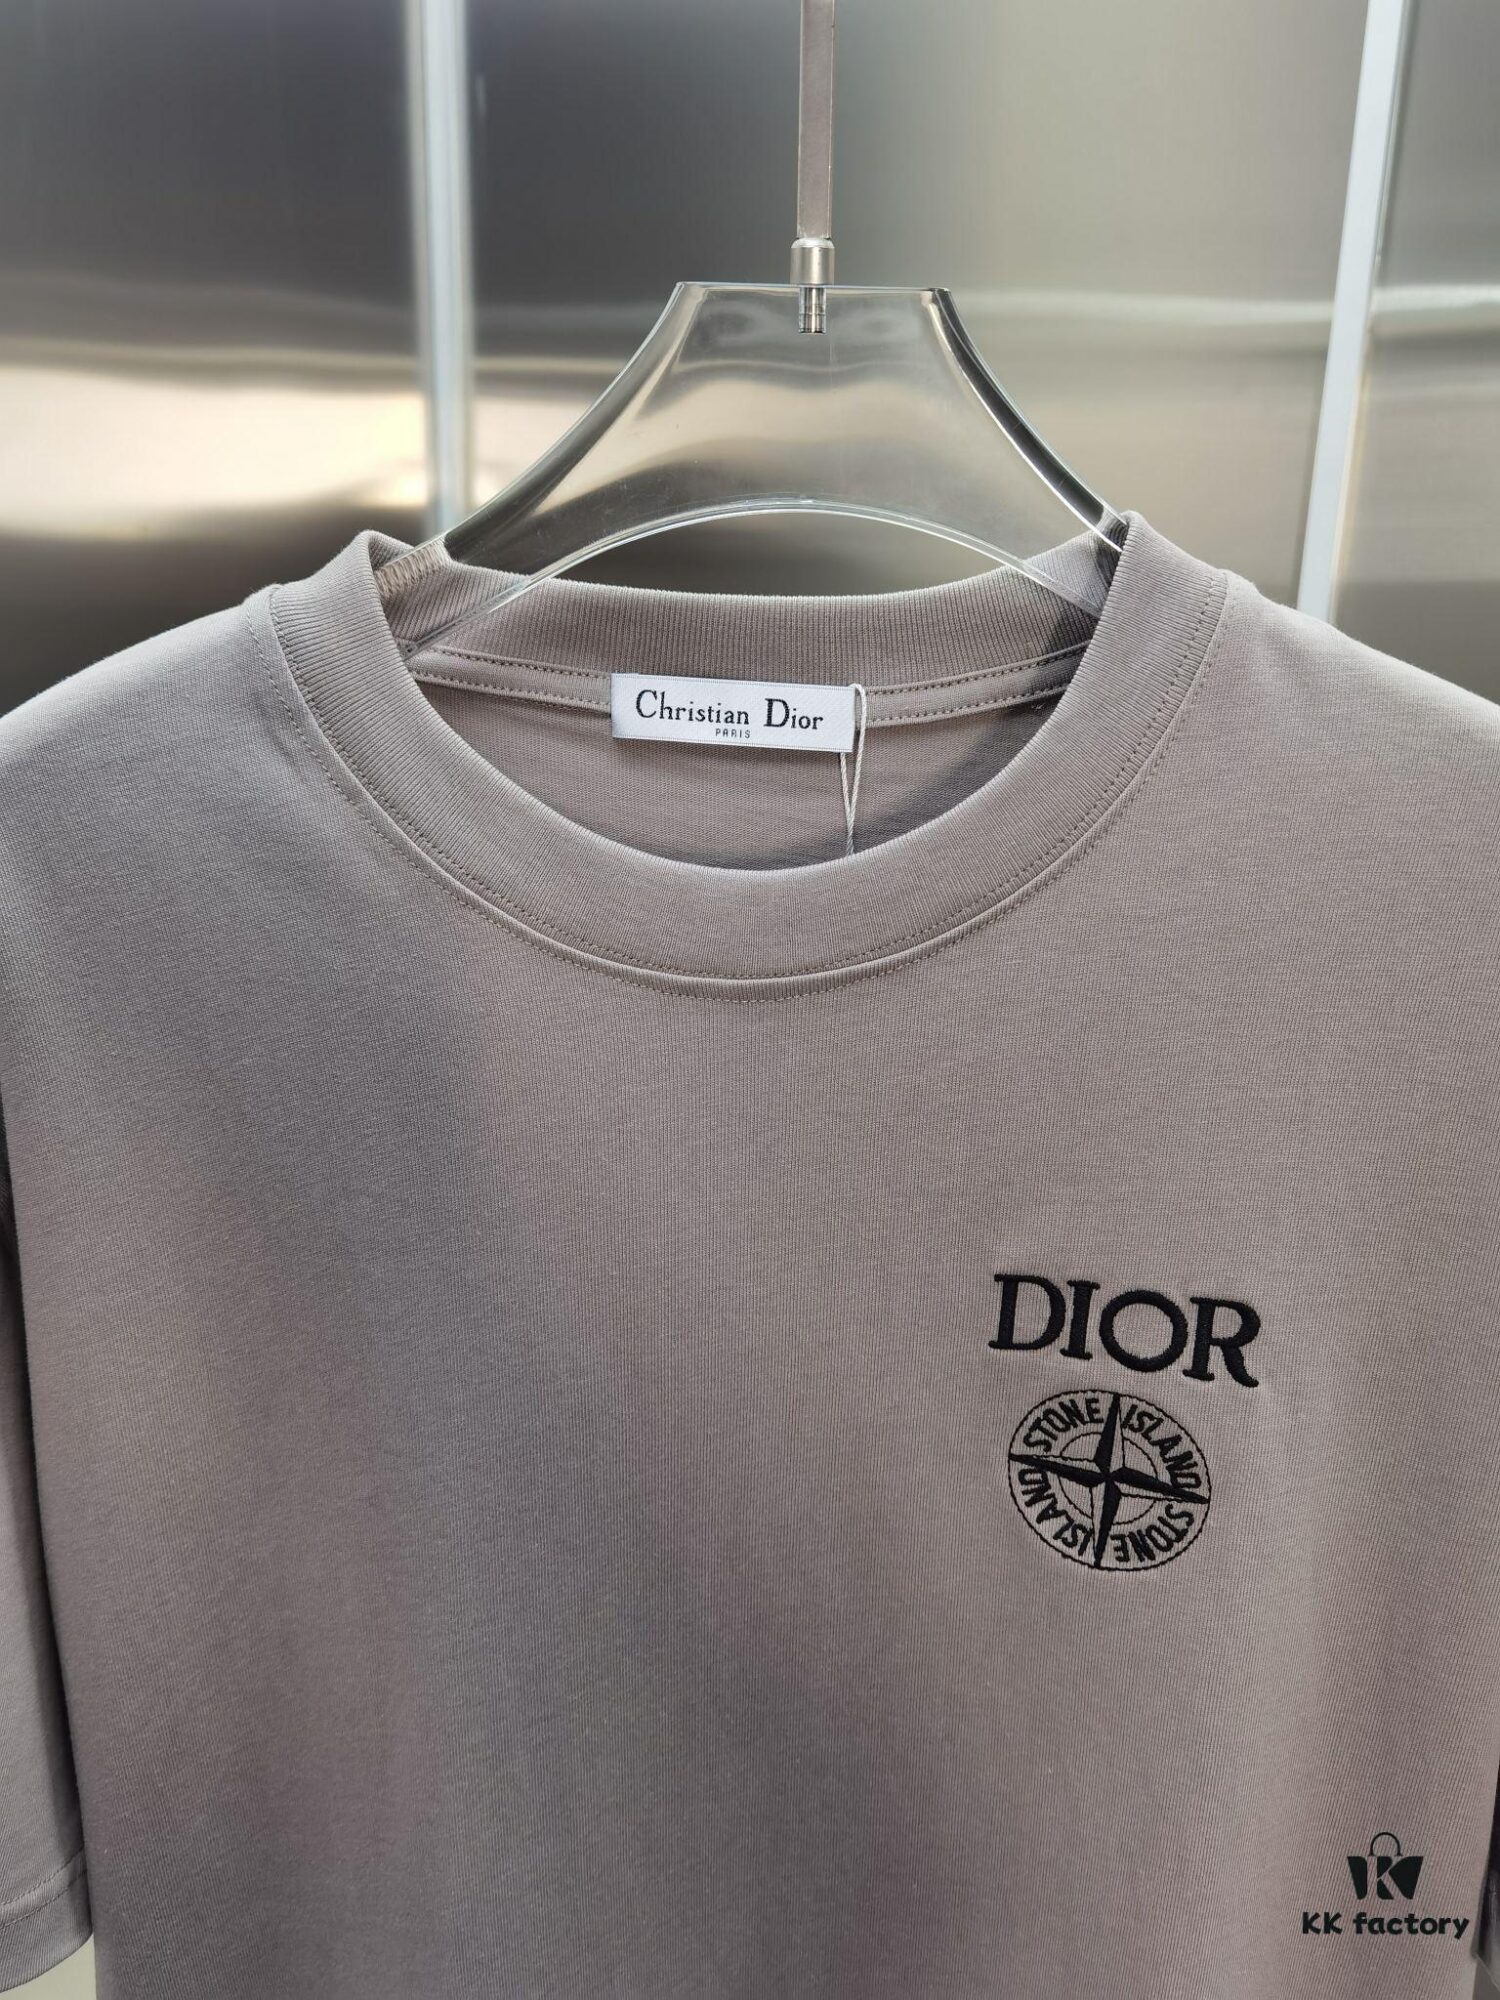 Christian Dior
PARIS
DIOR
STONE ISLAND
STONE ISLAND
KK factory